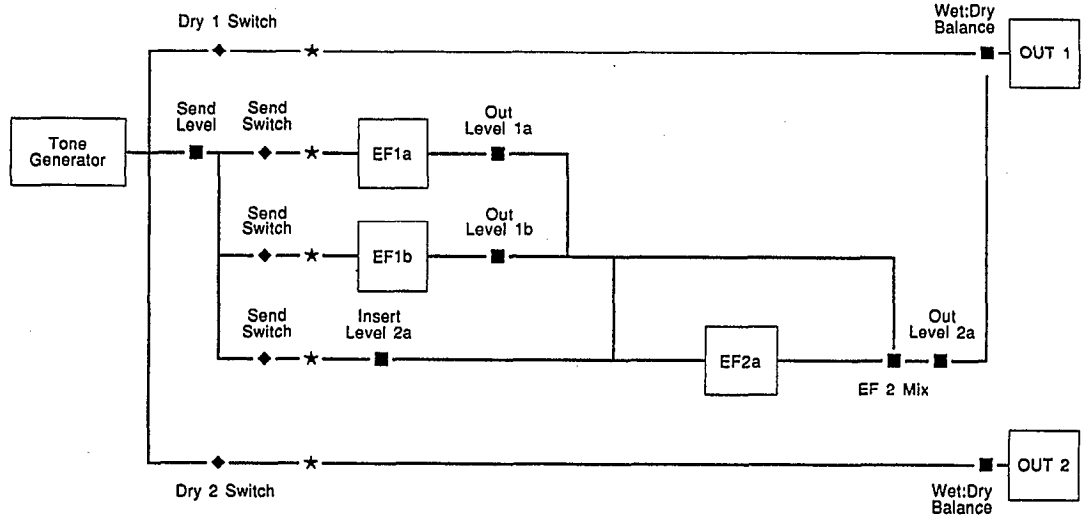 Dry 1 Switch
Wet:Dry
Balance
OUT 1
Send
Level
Send
Switch
Out
Level 1a
Tone
Generator
EF1a
Send
Switch
Out
Level 1b
EF1b
Send
Switch
Insert
Level 2a
Out
Level 2a
EF2a
EF 2 Mix
OUT 2
Dry 2 Switch
Wet:Dry
Balance